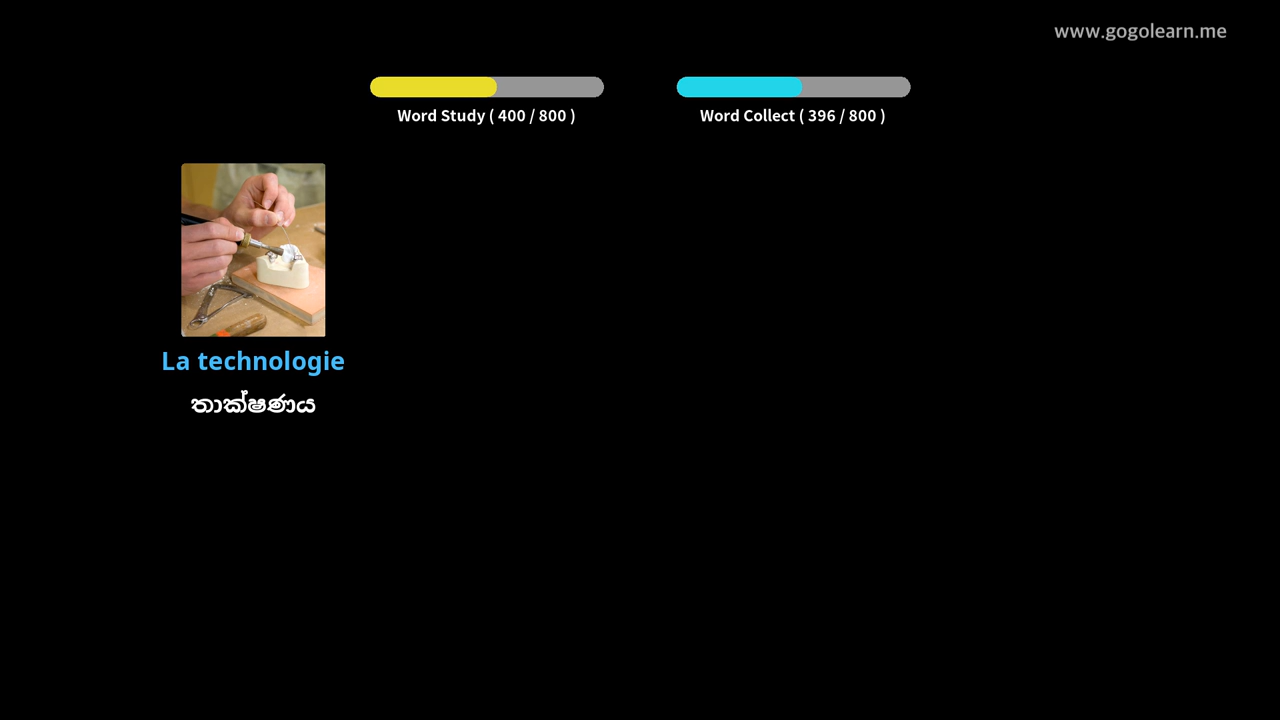 www.gogolearn.me
Word Study ( 400 / 800 )
Word Collect ( 396 / 800 )
La technologie
තාක්ෂණය